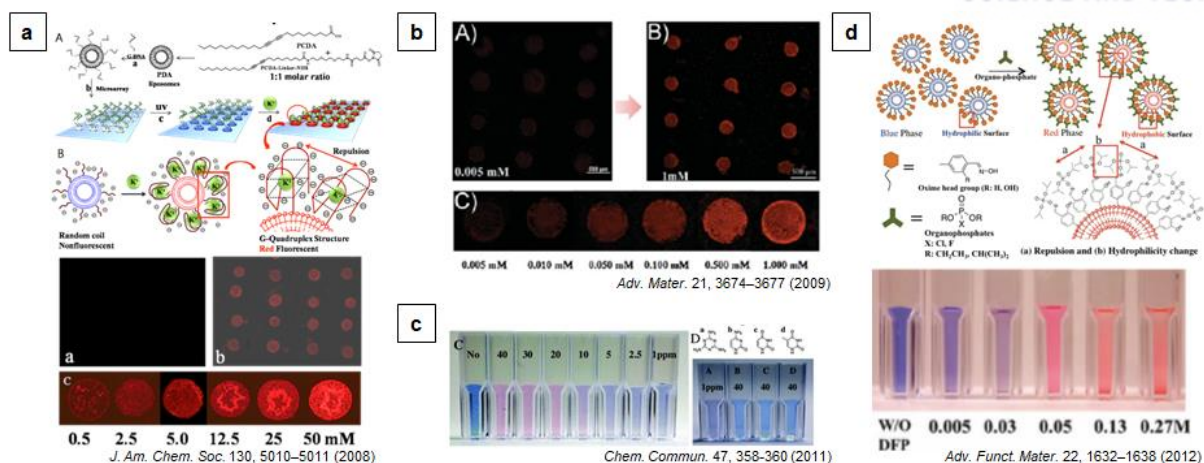 a
A
G-DNA
a
PDA
liposomes
PCDA
+
PCDA-Linker-NHS
1:1 molar ratio
b
Microarray
UV
c
K+
d
B
K+
Repulsion
Random coil
Nonfluorescent
G-Quadruplex Structure
Red Fluorescent
a
b
c
0.5 2.5 5.0 12.5 25 50 mM
J. Am. Chem. Soc. 130, 5010–5011 (2008)
b
A)
B)
0.005 mM
1mM
C)
0.005 mM 0.010 mM 0.050 mM 0.100 mM 0.500 mM 1.000 mM
Adv. Mater. 21, 3674–3677 (2009)
c
C
No 40 30 20 10 5 2.5 1ppm
D
a b c d
A B C D
1ppm 40 40 40
Chem. Commun. 47, 358-360 (2011)
d
Organo-phosphate
Blue Phase
Hydrophilic Surface
Red Phase
Hydrophobic Surface
a b a
Oxime head group (R: H, OH)
Organophosphates
X: Cl, F
R: CH2CH3, CH(CH3)2
(a) Repulsion and (b) Hydrophilicity change
W/O
DFP
0.005 0.03 0.05 0.13 0.27M
Adv. Funct. Mater. 22, 1632–1638 (2012)